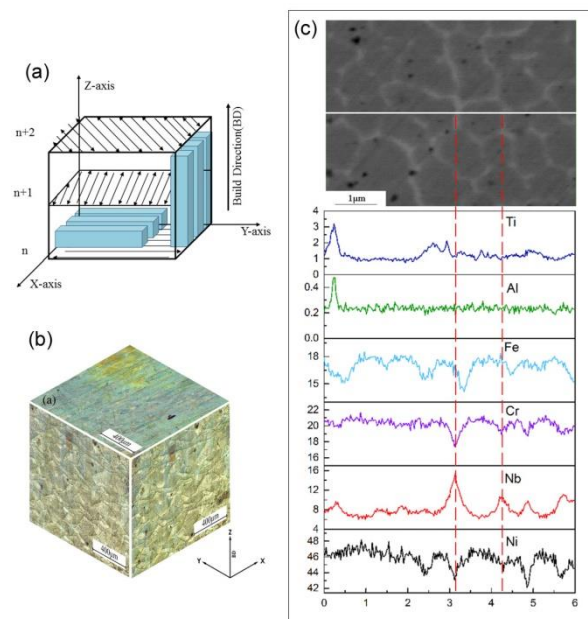 (a)
Z-axis
n+2
n+1
n
Build Direction(BD)
Y-axis
X-axis
(b)
(a)
400μm
400μm
400μm
Z
BD
Y
X
(c)
1μm
4
3
2
1
0
Ti
0.4
0.2
0.0
Al
18
15
Fe
22
20
18
16
Cr
16
12
8
4
Nb
46
44
42
Ni
0 1 2 3 4 5 6